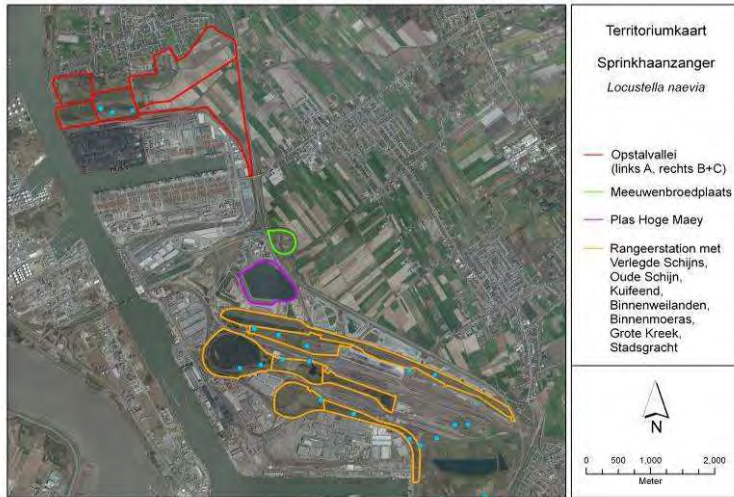 Territoriumkaart
Sprinkhaanzanger
Locustella naevia
Opstalvallei
(links A, rechts B+C)
Meeuwenbroedplaats
Plas Hoge Maey
Rangeerstation met
Verlegde Schijns,
Oude Schijn,
Kuifeend,
Binnenweilanden,
Binnenmoeras,
Grote Kreek,
Stadsgracht
N
0 500 1,000 2,000
Meter